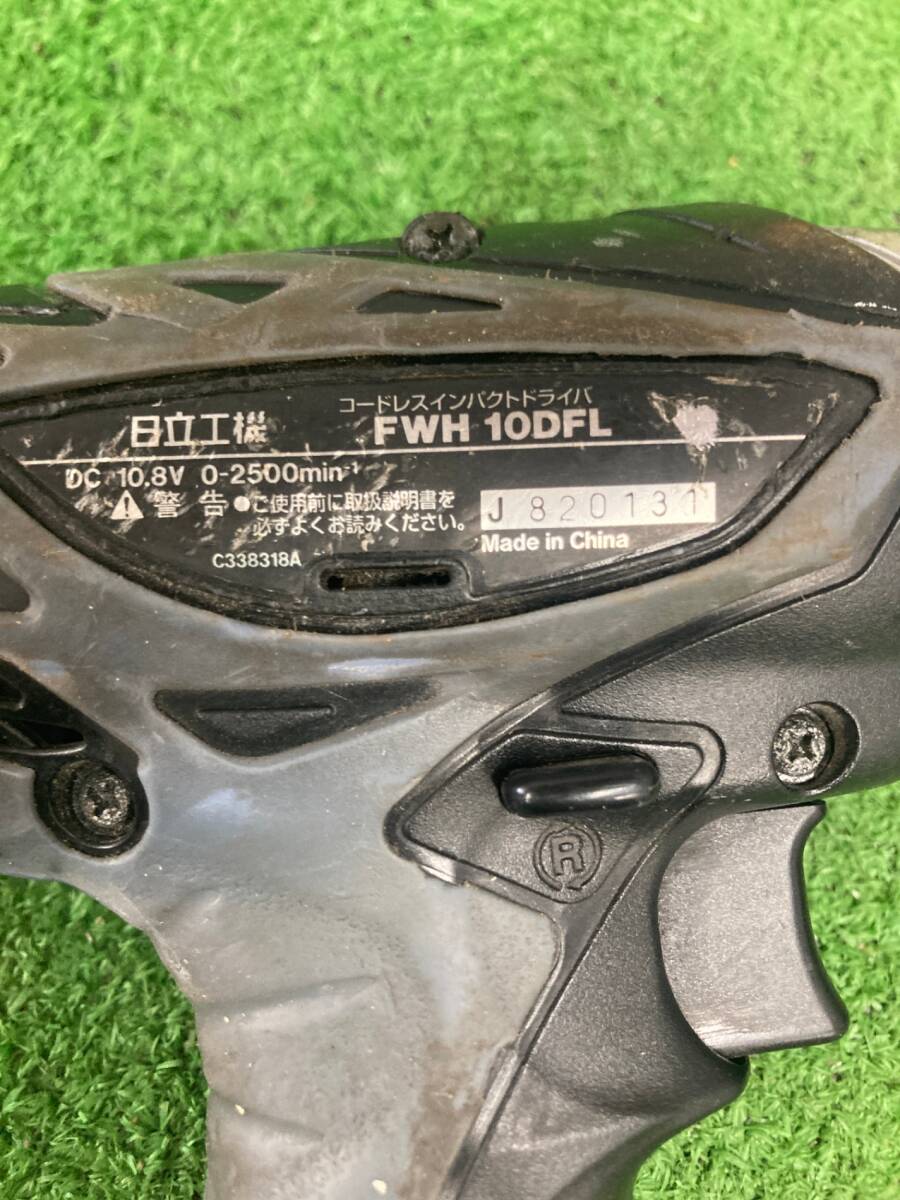 コードレスインパクトドライバ
日立工機 FWH 10DFL
DC 10.8V 0-2500min⁻¹
警告 ●ご使用前に取扱説明書を
必ずよくお読みください。
J 820131
Made in China
C338318A
R